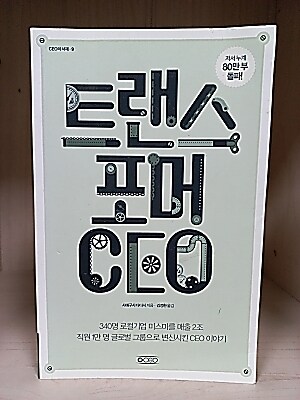 CEO의 서재·9
저서 누계
80만 부
돌파!
트랜스
포머
CEO
340명 로컬기업 미스미를 매출 2조
직원 1만 명 글로벌 그룹으로 변신시킨 CEO 이야기